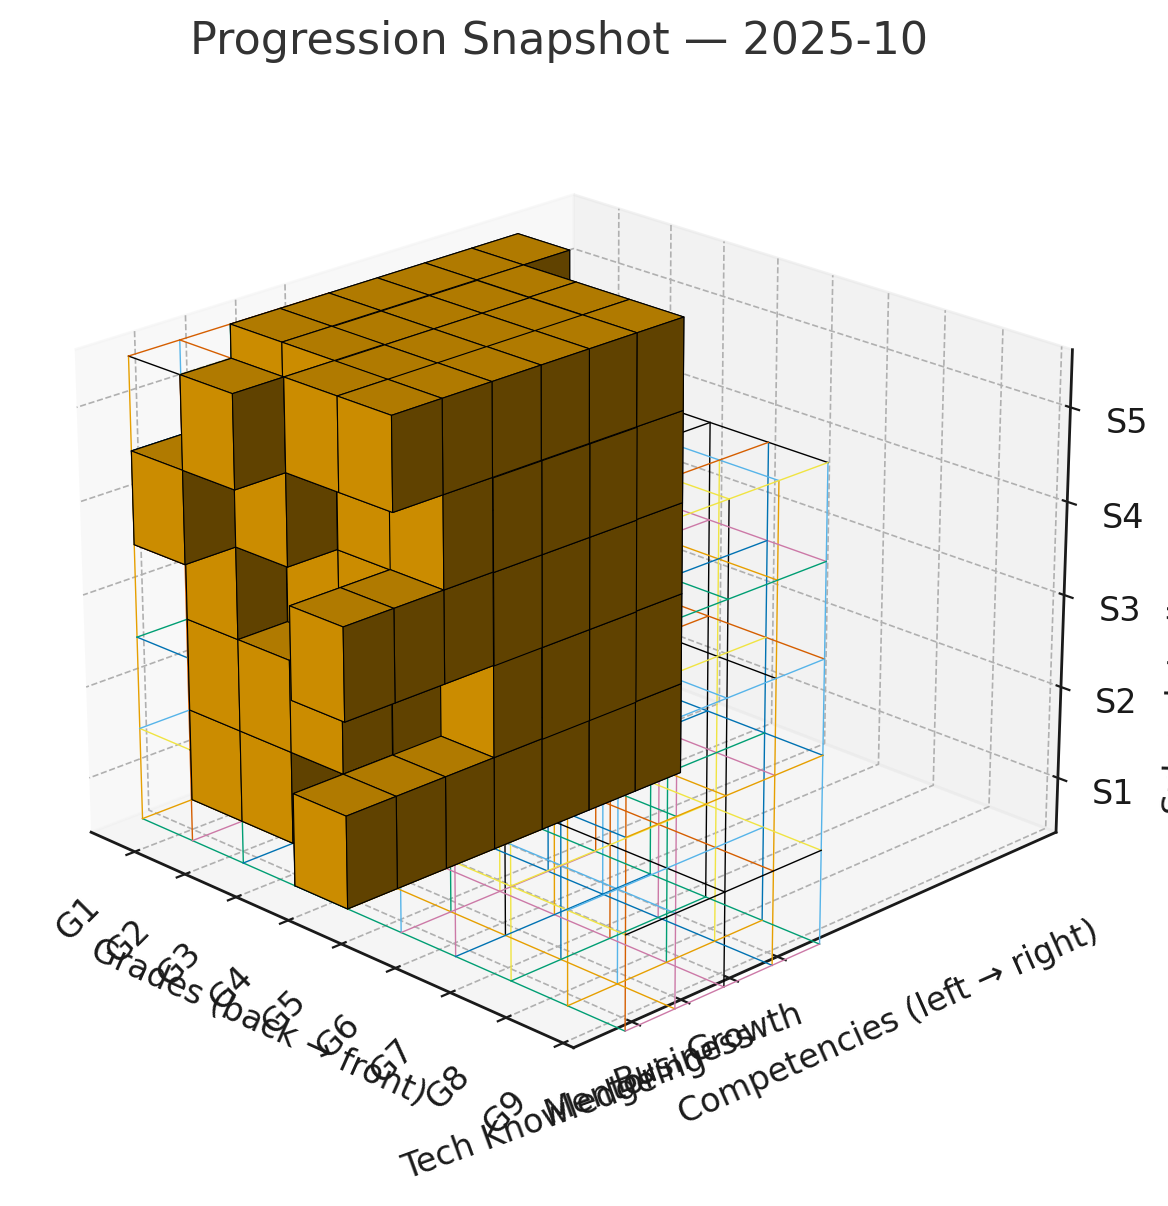 Progression Snapshot — 2025-10
S5
S4
S3
S2
S1
G1
G2
G3
G4
G5
G6
G7
G8
G9
Grades (back → front)
Tech Knowledge
Mentoring
Business
Growth
Competencies (left → right)